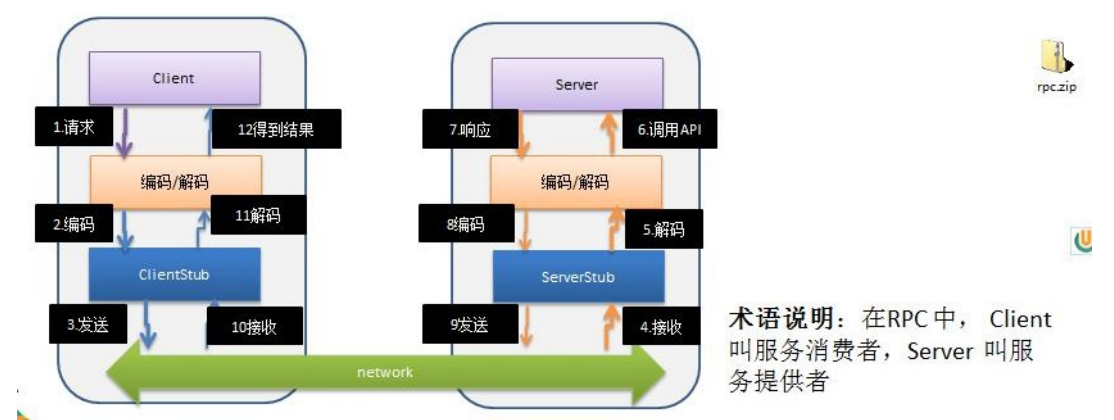 Client
Server
rpc.zip
1.请求
12得到结果
7.响应
6.调用API
编码/解码
编码/解码
2.编码
11解码
8编码
5.解码
ClientStub
ServerStub
3.发送
10接收
9发送
4.接收
network
术语说明：在RPC 中， Client
叫服务消费者，Server 叫服
务提供者